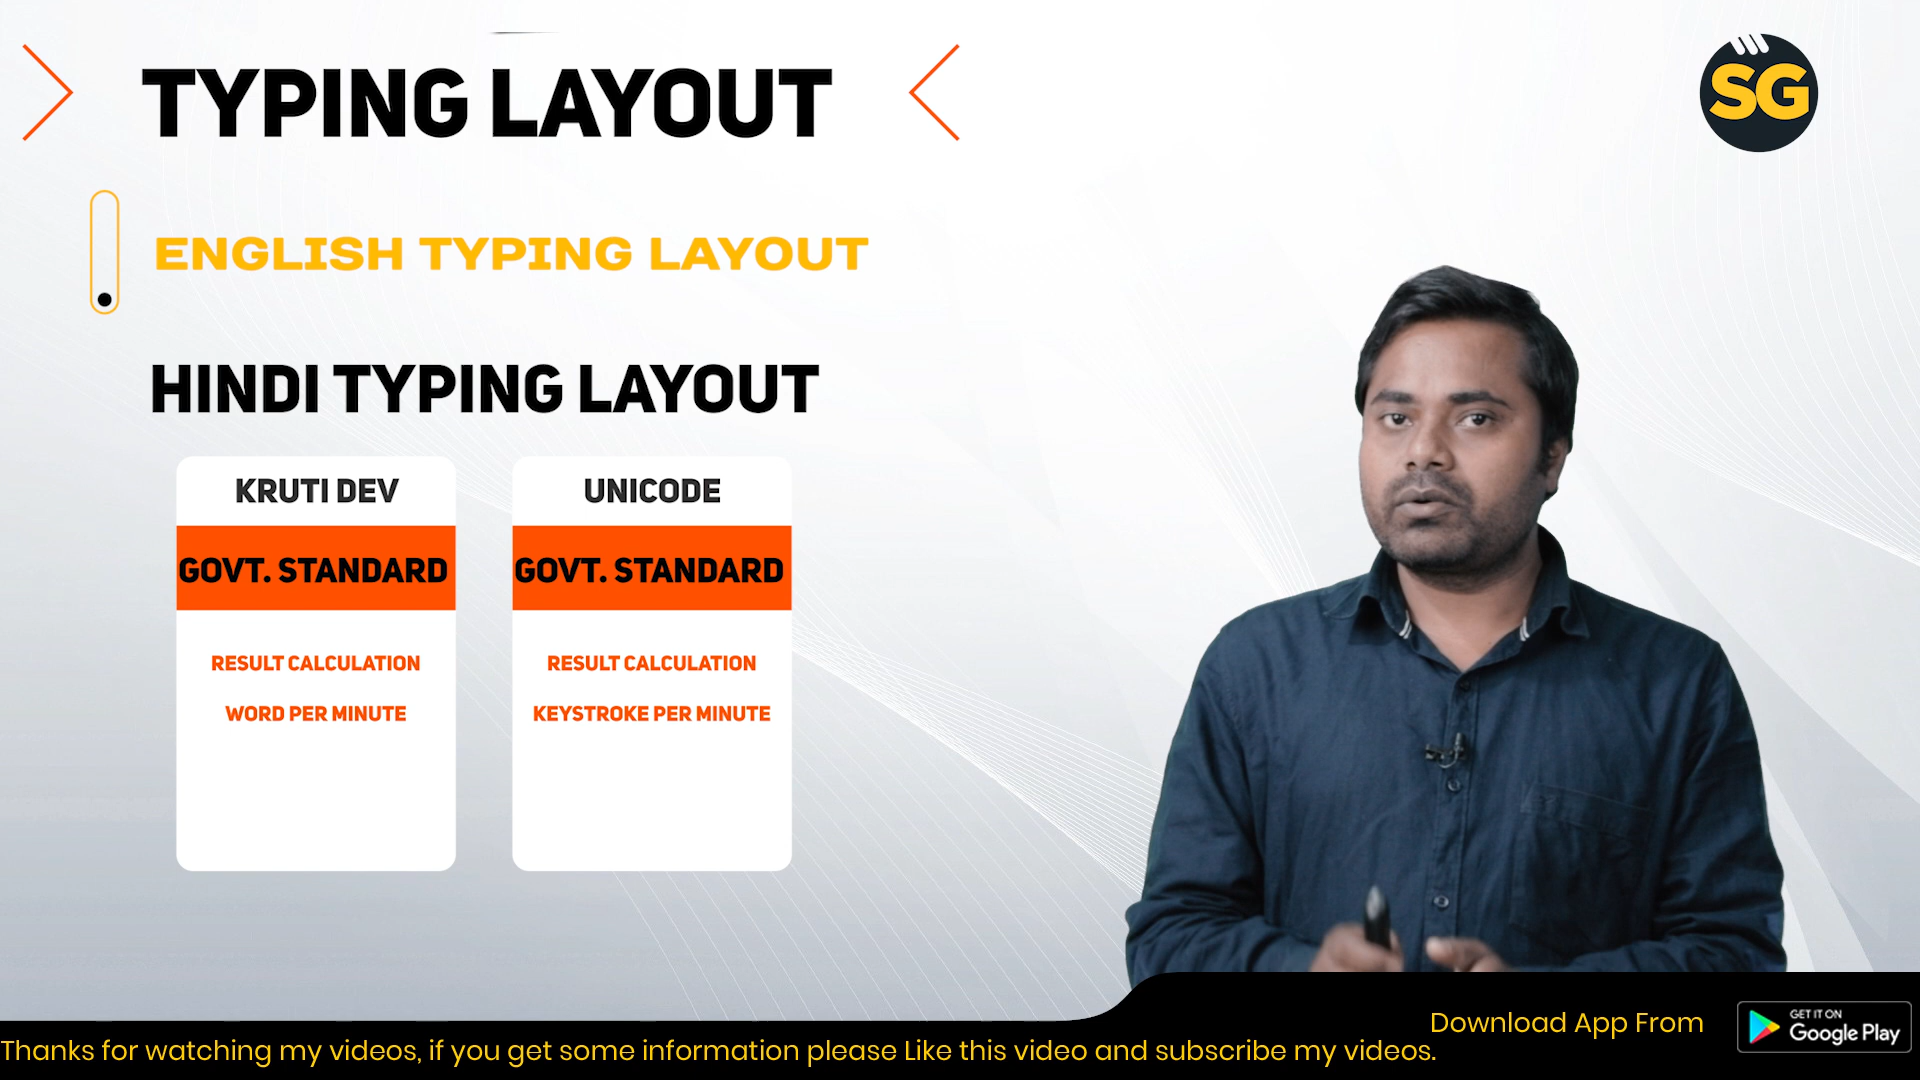 TYPING LAYOUT
SG
ENGLISH TYPING LAYOUT
HINDI TYPING LAYOUT
KRUTI DEV
GOVT. STANDARD
RESULT CALCULATION
WORD PER MINUTE
UNICODE
GOVT. STANDARD
RESULT CALCULATION
KEYSTROKE PER MINUTE
Download App From
GET IT ON
Google Play
Thanks for watching my videos, if you get some information please Like this video and subscribe my videos.